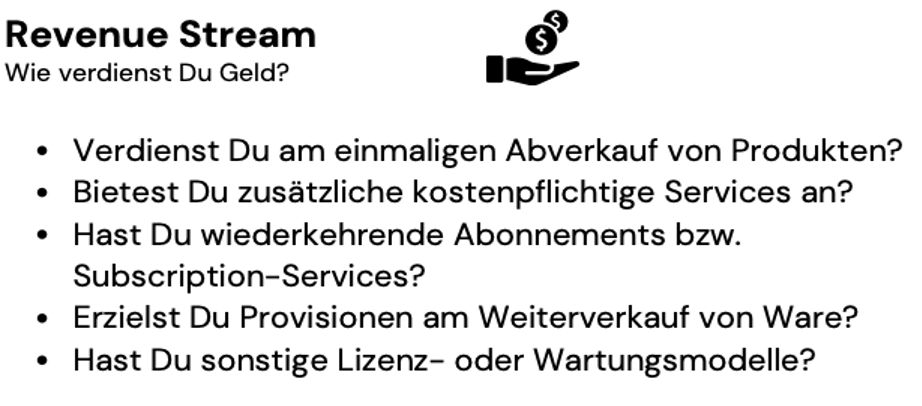 Revenue Stream
Wie verdienst Du Geld?
• Verdienst Du am einmaligen Abverkauf von Produkten?
• Bietest Du zusätzliche kostenpflichtige Services an?
• Hast Du wiederkehrende Abonnements bzw.
Subscription-Services?
• Erzielst Du Provisionen am Weiterverkauf von Ware?
• Hast Du sonstige Lizenz- oder Wartungsmodelle?